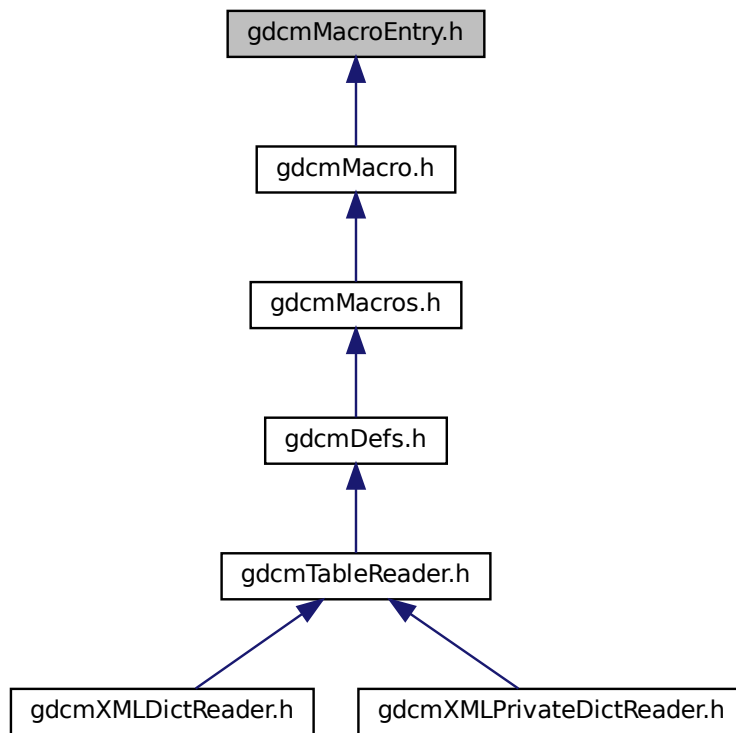 gdcmMacroEntry.h
gdcmMacro.h
gdcmMacros.h
gdcmDefs.h
gdcmTableReader.h
gdcmXMLDictReader.h
gdcmXMLPrivateDictReader.h